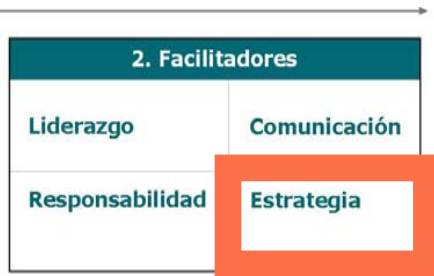 2. Facilitadores
Liderazgo
Comunicación
Responsabilidad
Estrategia